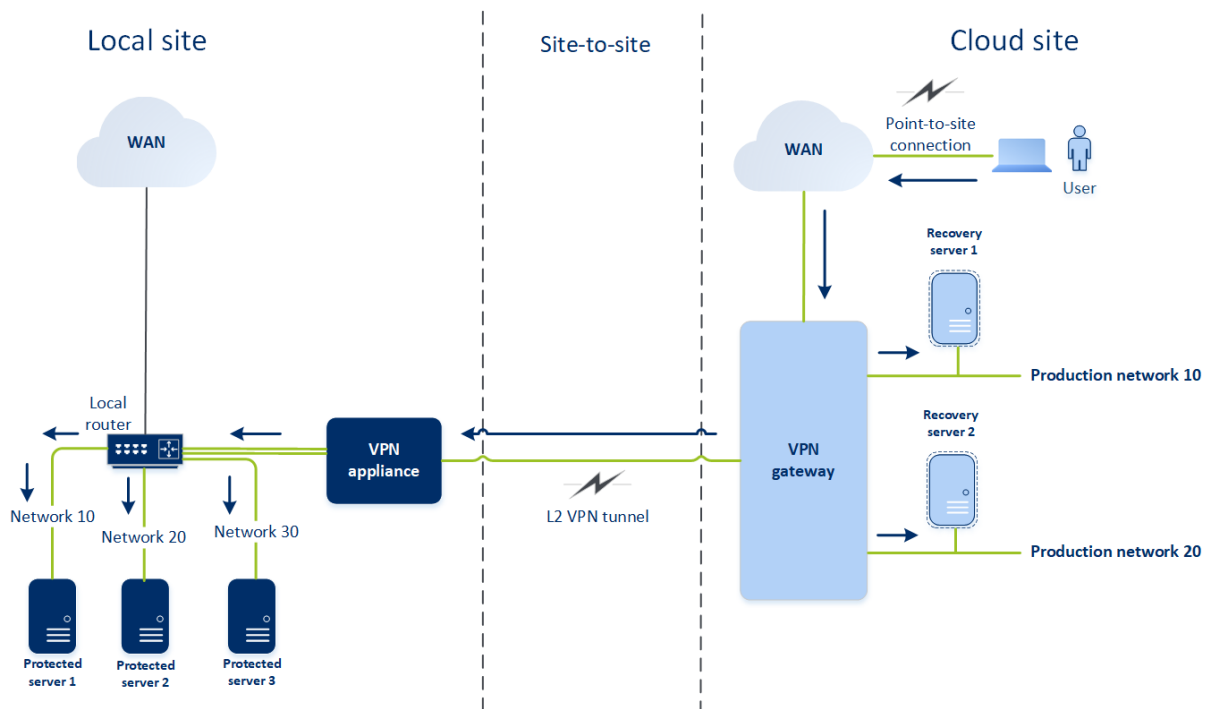 Local site
Site-to-site
Cloud site
WAN
WAN
Point-to-site
connection
User
Recovery
server 1
Production network 10
Local
router
VPN
appliance
L2 VPN tunnel
VPN
gateway
Recovery
server 2
Production network 20
Network 10
Network 20
Network 30
Protected
server 1
Protected
server 2
Protected
server 3